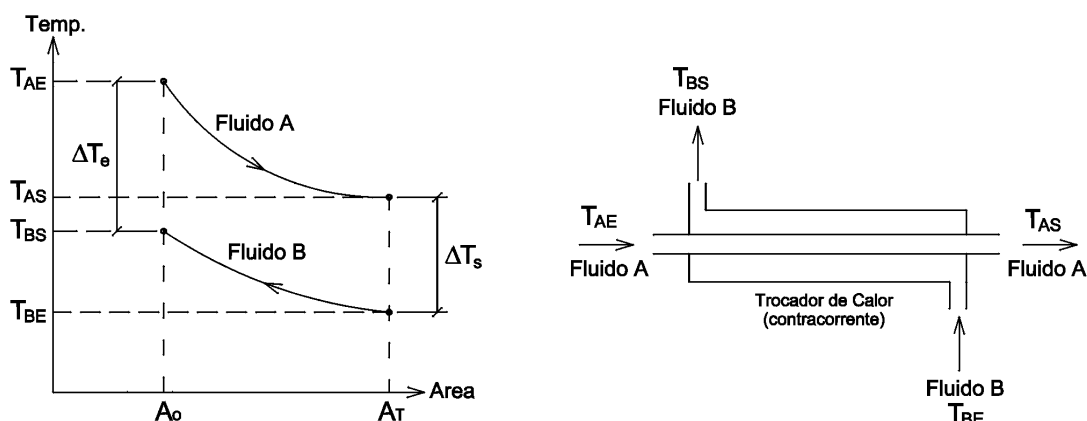 Temp.
TAE
ΔTe
Fluido A
TAS
TBS
Fluido B
ΔTs
TBE
Area
Ao
AT
TBS
Fluido B
TAE
Fluido A
TAS
Fluido A
Trocador de Calor
(contracorrente)
Fluido B
TBE